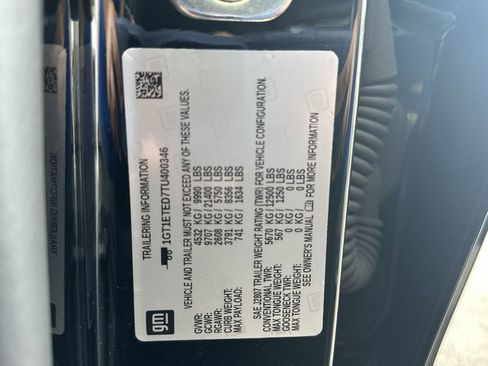 TRAILERING INFORMATION
1GT1ETED7TU400346
VEHICLE AND TRAILER MUST NOT EXCEED ANY OF THESE VALUES.
GVWR: 4532 KG / 9990 LBS
GCWR: 9707 KG / 21400 LBS
RGAWR: 2608 KG / 5750 LBS
CURB WEIGHT: 3791 KG / 8356 LBS
MAX PAYLOAD: 741 KG / 1634 LBS
SAE J2807 TRAILER WEIGHT RATING (TWR) FOR VEHICLE CONFIGURATION.
CONVENTIONAL TWR: 5670 KG / 12500 LBS
MAX TONGUE WEIGHT: 567 KG / 1250 LBS
GOOSENECK TWR: 0 KG / 0 LBS
MAX TONGUE WEIGHT: 0 KG / 0 LBS
SEE OWNER'S MANUAL FOR MORE INFORMATION
gm